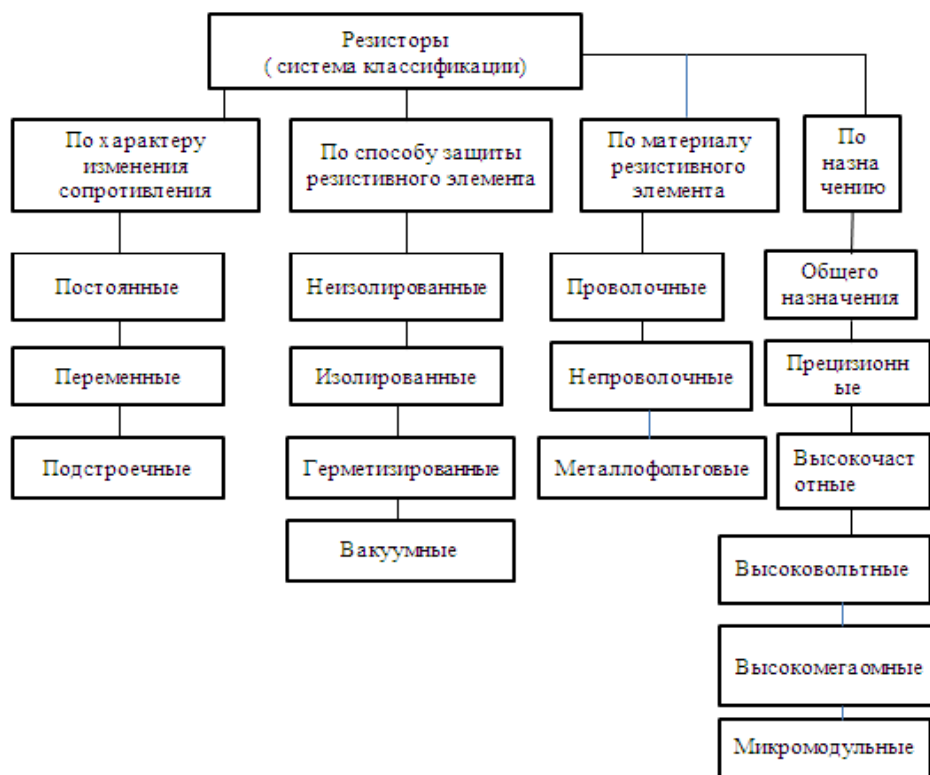 Резисторы
( система классификации)
По характеру
изменения
сопротивления
По способу защиты
резистивного элемента
По материалу
резистивного
элемента
По
назна
чению
Постоянные
Переменные
Подстроечные
Неизолированные
Изолированные
Герметизированные
Вакуумные
Проволочные
Непроволочные
Металлофольговые
Общего
назначения
Прецизионн
ые
Высокочаст
отные
Высоковольтные
Высокомегаомные
Микромодульные